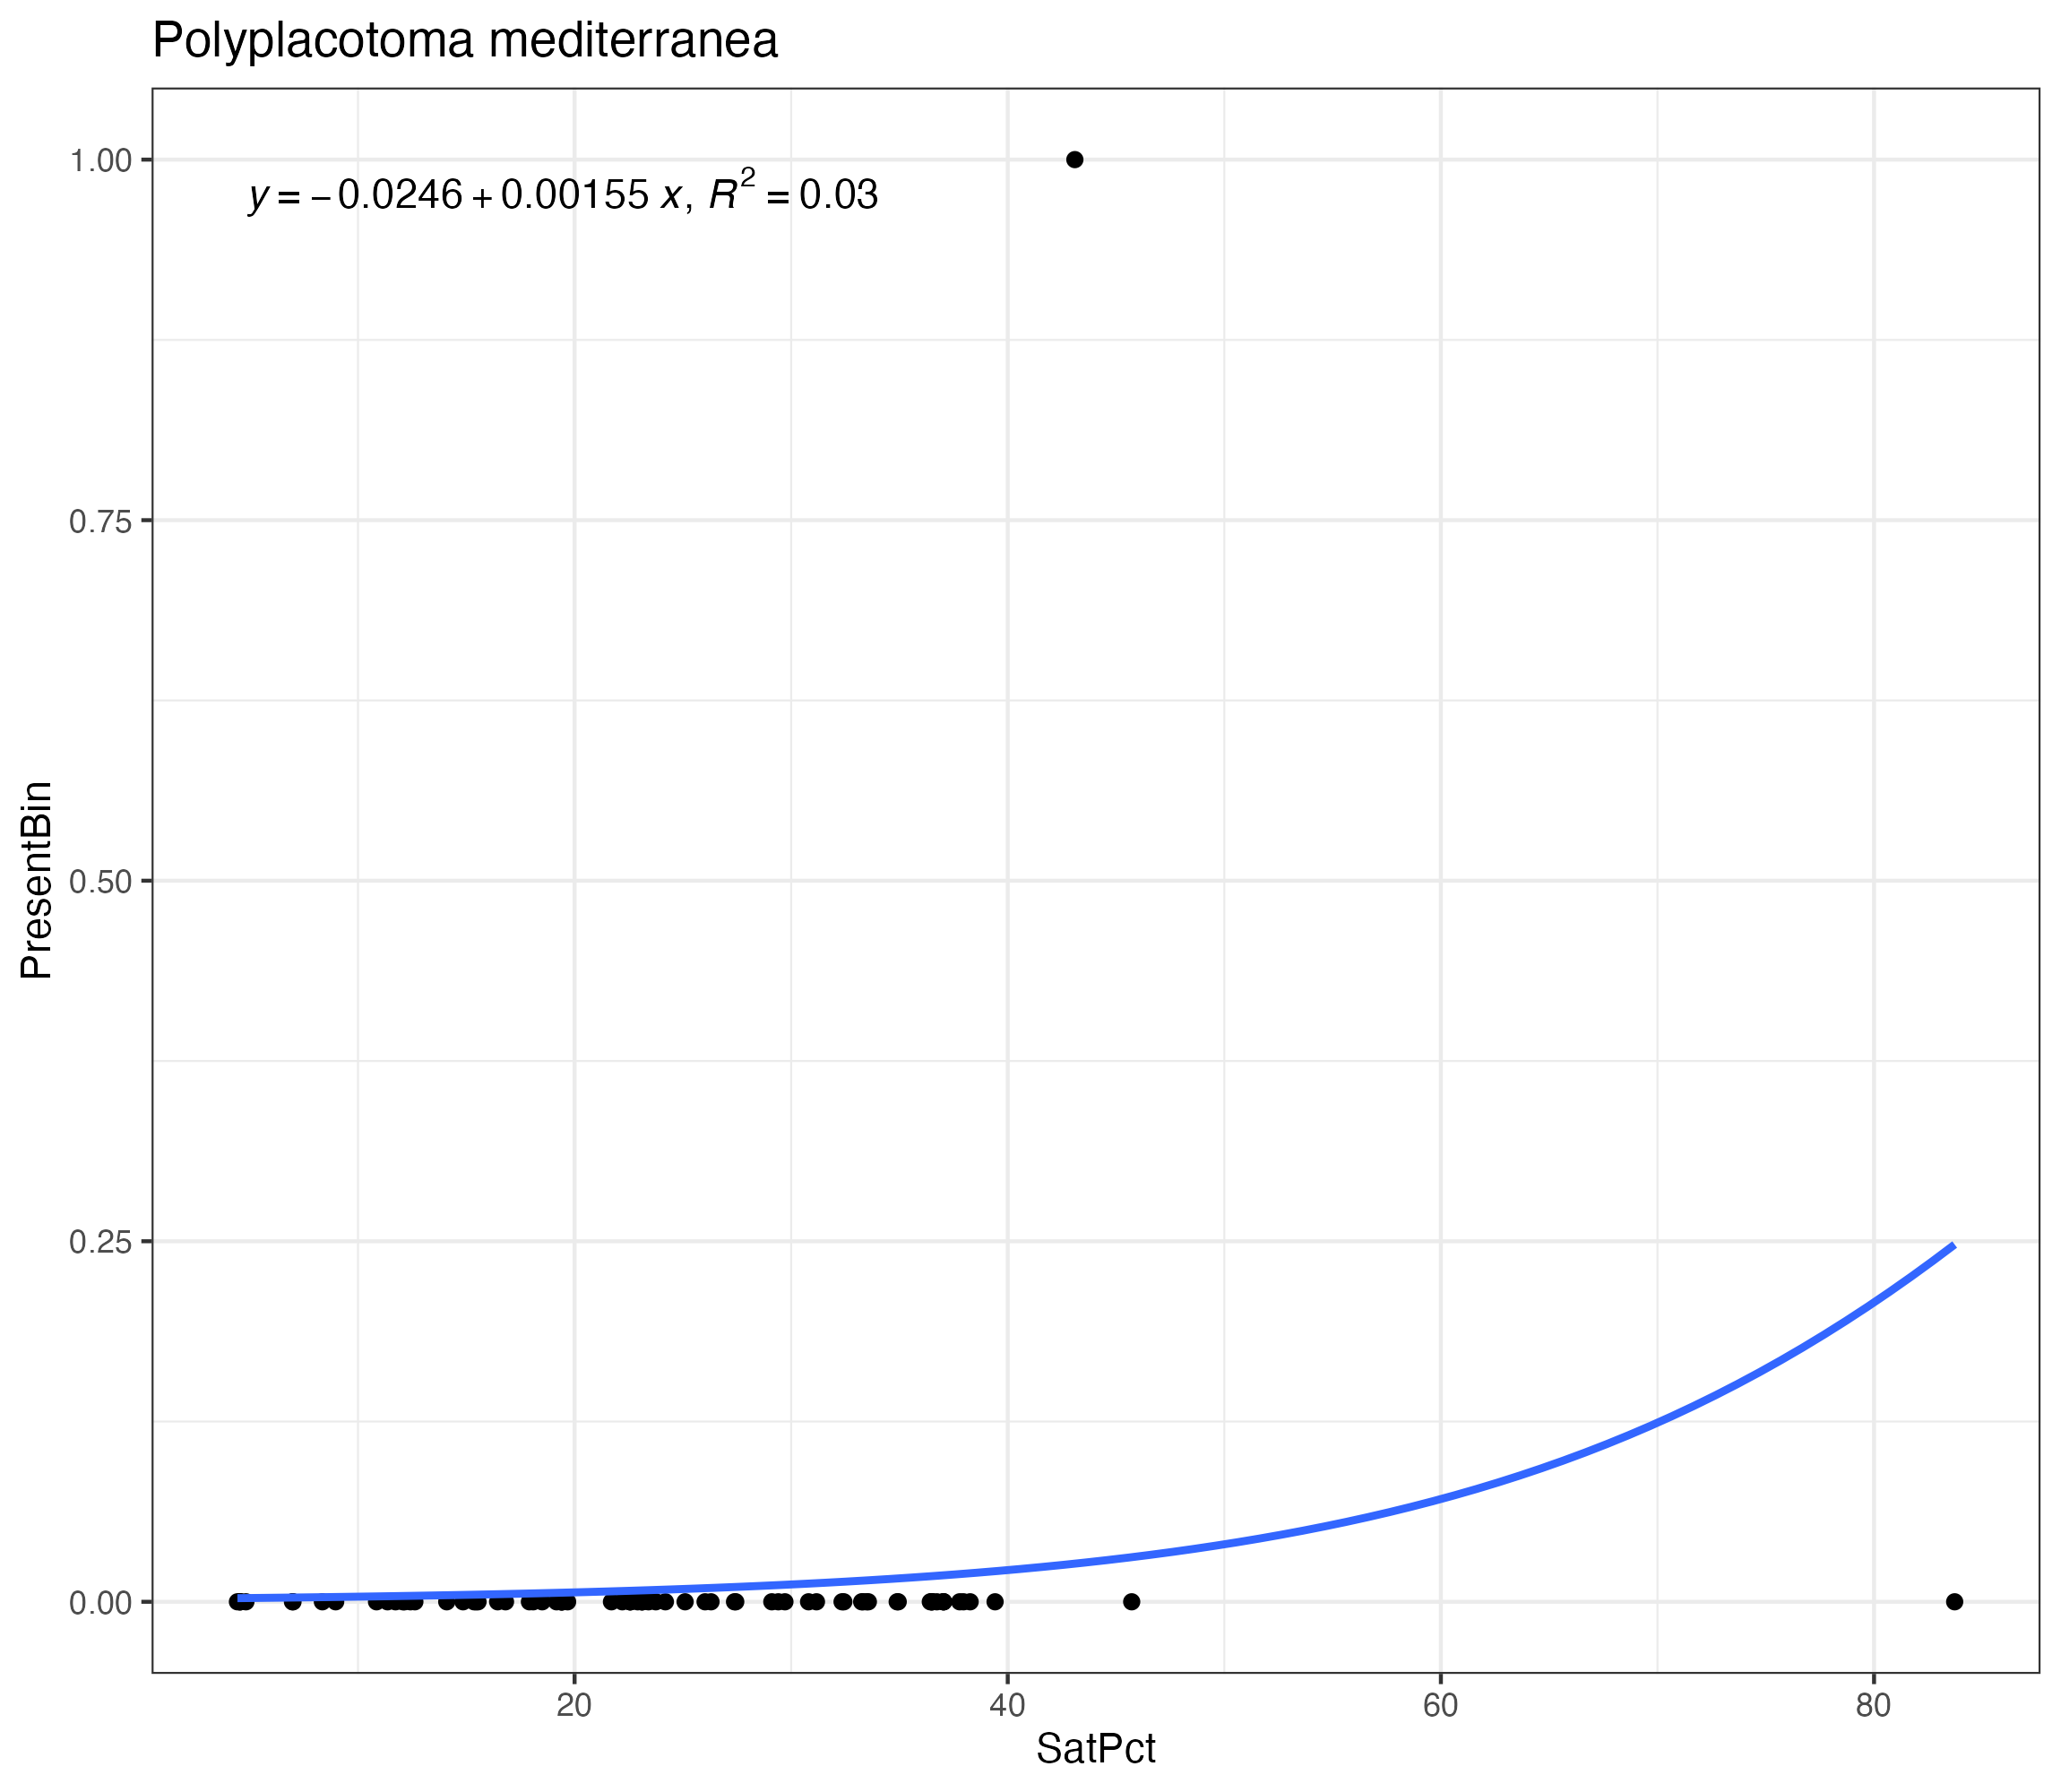 Polyplacotoma mediterranea
1.00
y = −0.0246 + 0.00155 x, R² = 0.03
0.75
PresentBin
0.50
0.25
0.00
20 40 60 80
SatPct